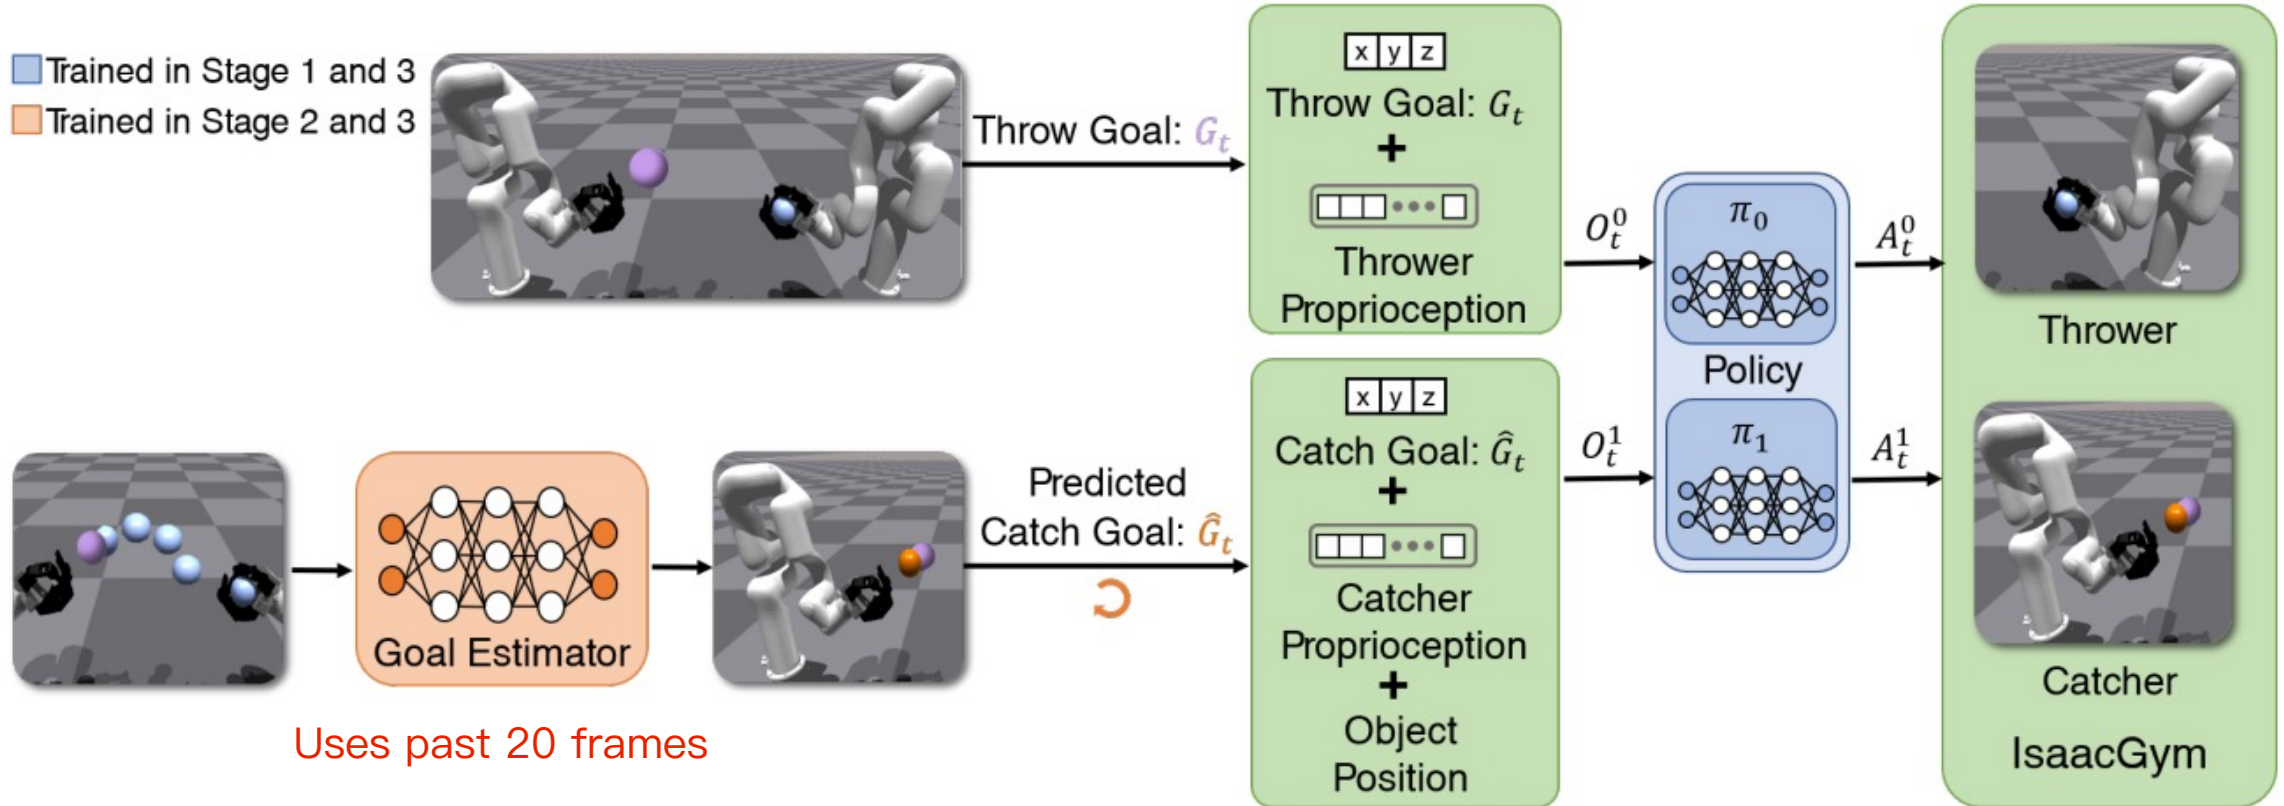 Trained in Stage 1 and 3
Trained in Stage 2 and 3
Throw Goal: G_t
x y z
Throw Goal: G_t
+
Thrower
Proprioception
O_t^0
π_0
Policy
A_t^0
Thrower
Goal Estimator
Uses past 20 frames
Predicted
Catch Goal: Ĝ_t
x y z
Catch Goal: Ĝ_t
+
Catcher
Proprioception
+
Object
Position
O_t^1
π_1
A_t^1
Catcher
IsaacGym